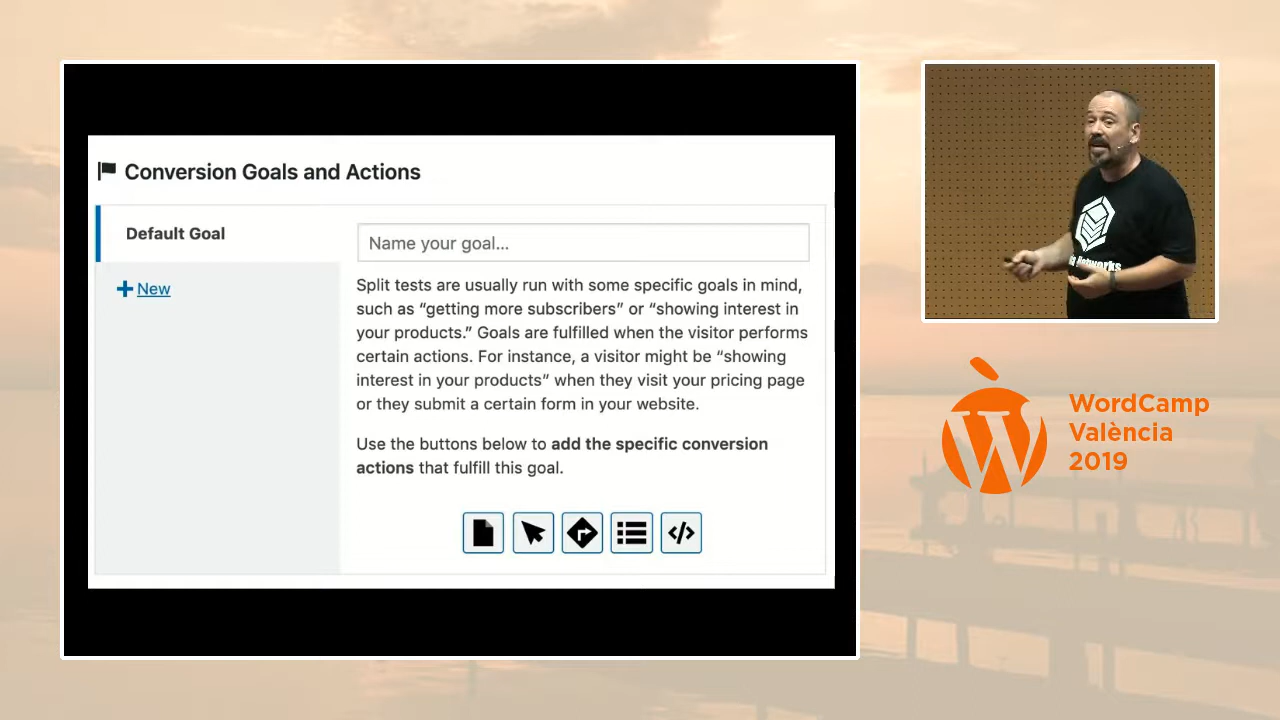 Conversion Goals and Actions
Default Goal
New
Name your goal...
Split tests are usually run with some specific goals in mind,
such as “getting more subscribers” or “showing interest in
your products.” Goals are fulfilled when the visitor performs
certain actions. For instance, a visitor might be “showing
interest in your products” when they visit your pricing page
or they submit a certain form in your website.
Use the buttons below to add the specific conversion
actions that fulfill this goal.
WordCamp
València
2019